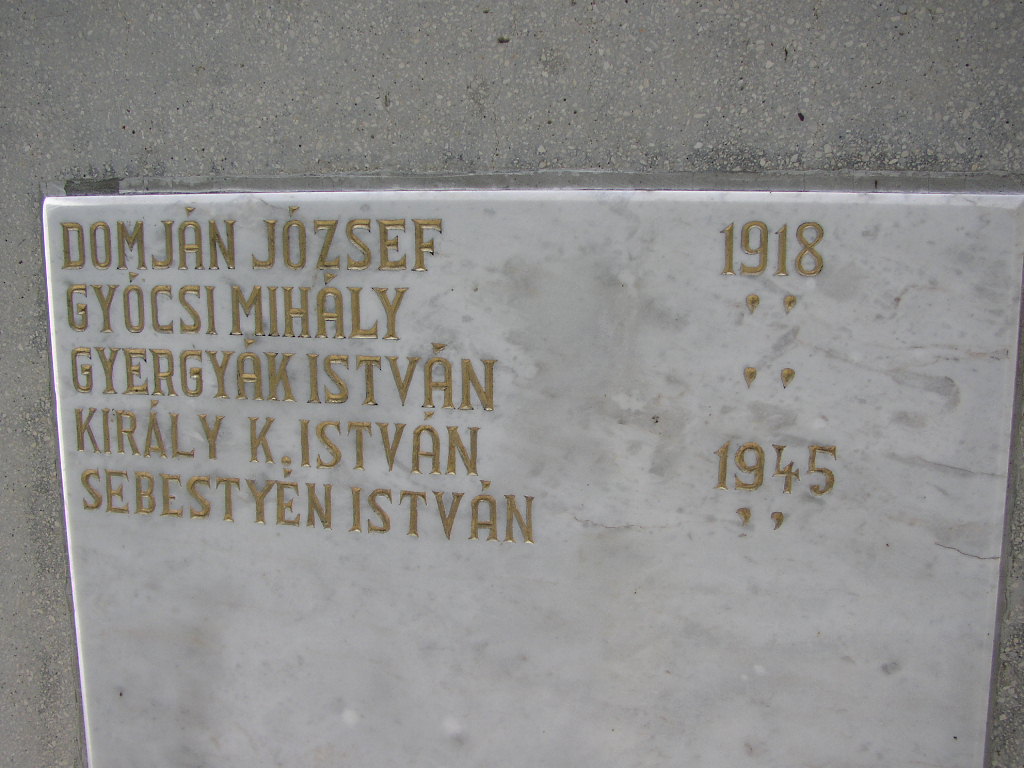 DOMJÁN JÓZSEF 1918
GYÓCSI MIHÁLY ,,
GYERGYÁK ISTVÁN ,,
KIRÁLY K. ISTVÁN 1945
SEBESTYÉN ISTVÁN ,,